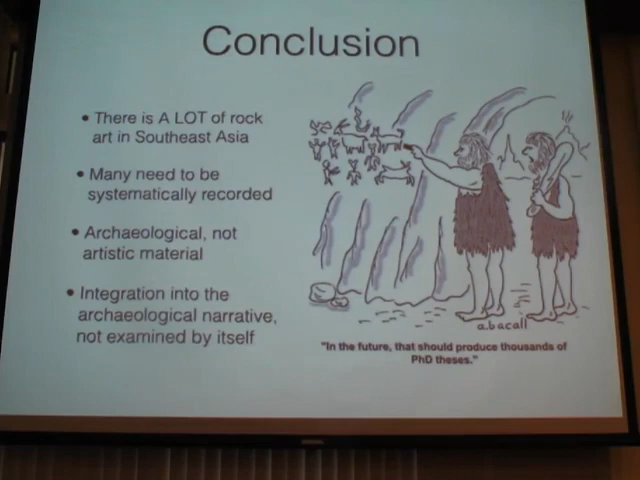 Conclusion
• There is A LOT of rock
art in Southeast Asia
• Many need to be
systematically recorded
• Archaeological, not
artistic material
• Integration into the
archaeological narrative,
not examined by itself
a.bacall
"In the future, that should produce thousands of
PhD theses."